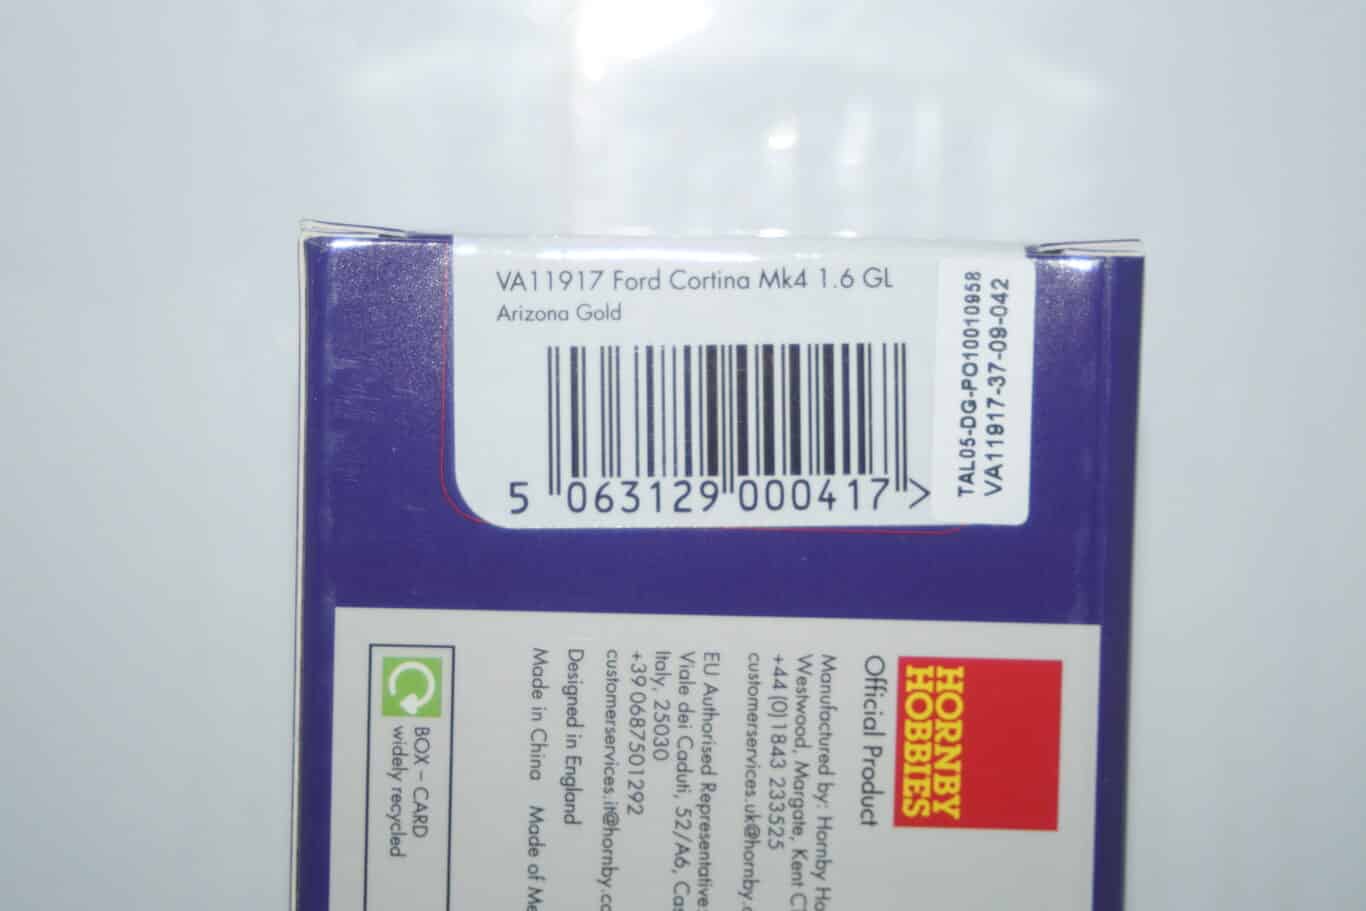 VA11917 Ford Cortina Mk4 1.6 GL
Arizona Gold
5 063129 000417 >
TAL05-DG-PO10010958
VA11917-37-09-042
HORNBY
HOBBIES
Official Product
Manufactured by: Hornby
Westwood, Margate, Kent
+44 (0)1843 233525
customerservices.uk@hornby.
EU Authorised Representative:
Viale dei Caduti, 52/A6,
Italy, 25030
+39 0687501292
customerservices.it@hornby.co
Designed in England
Made in China Made of
BOX – CARD
widely recycled